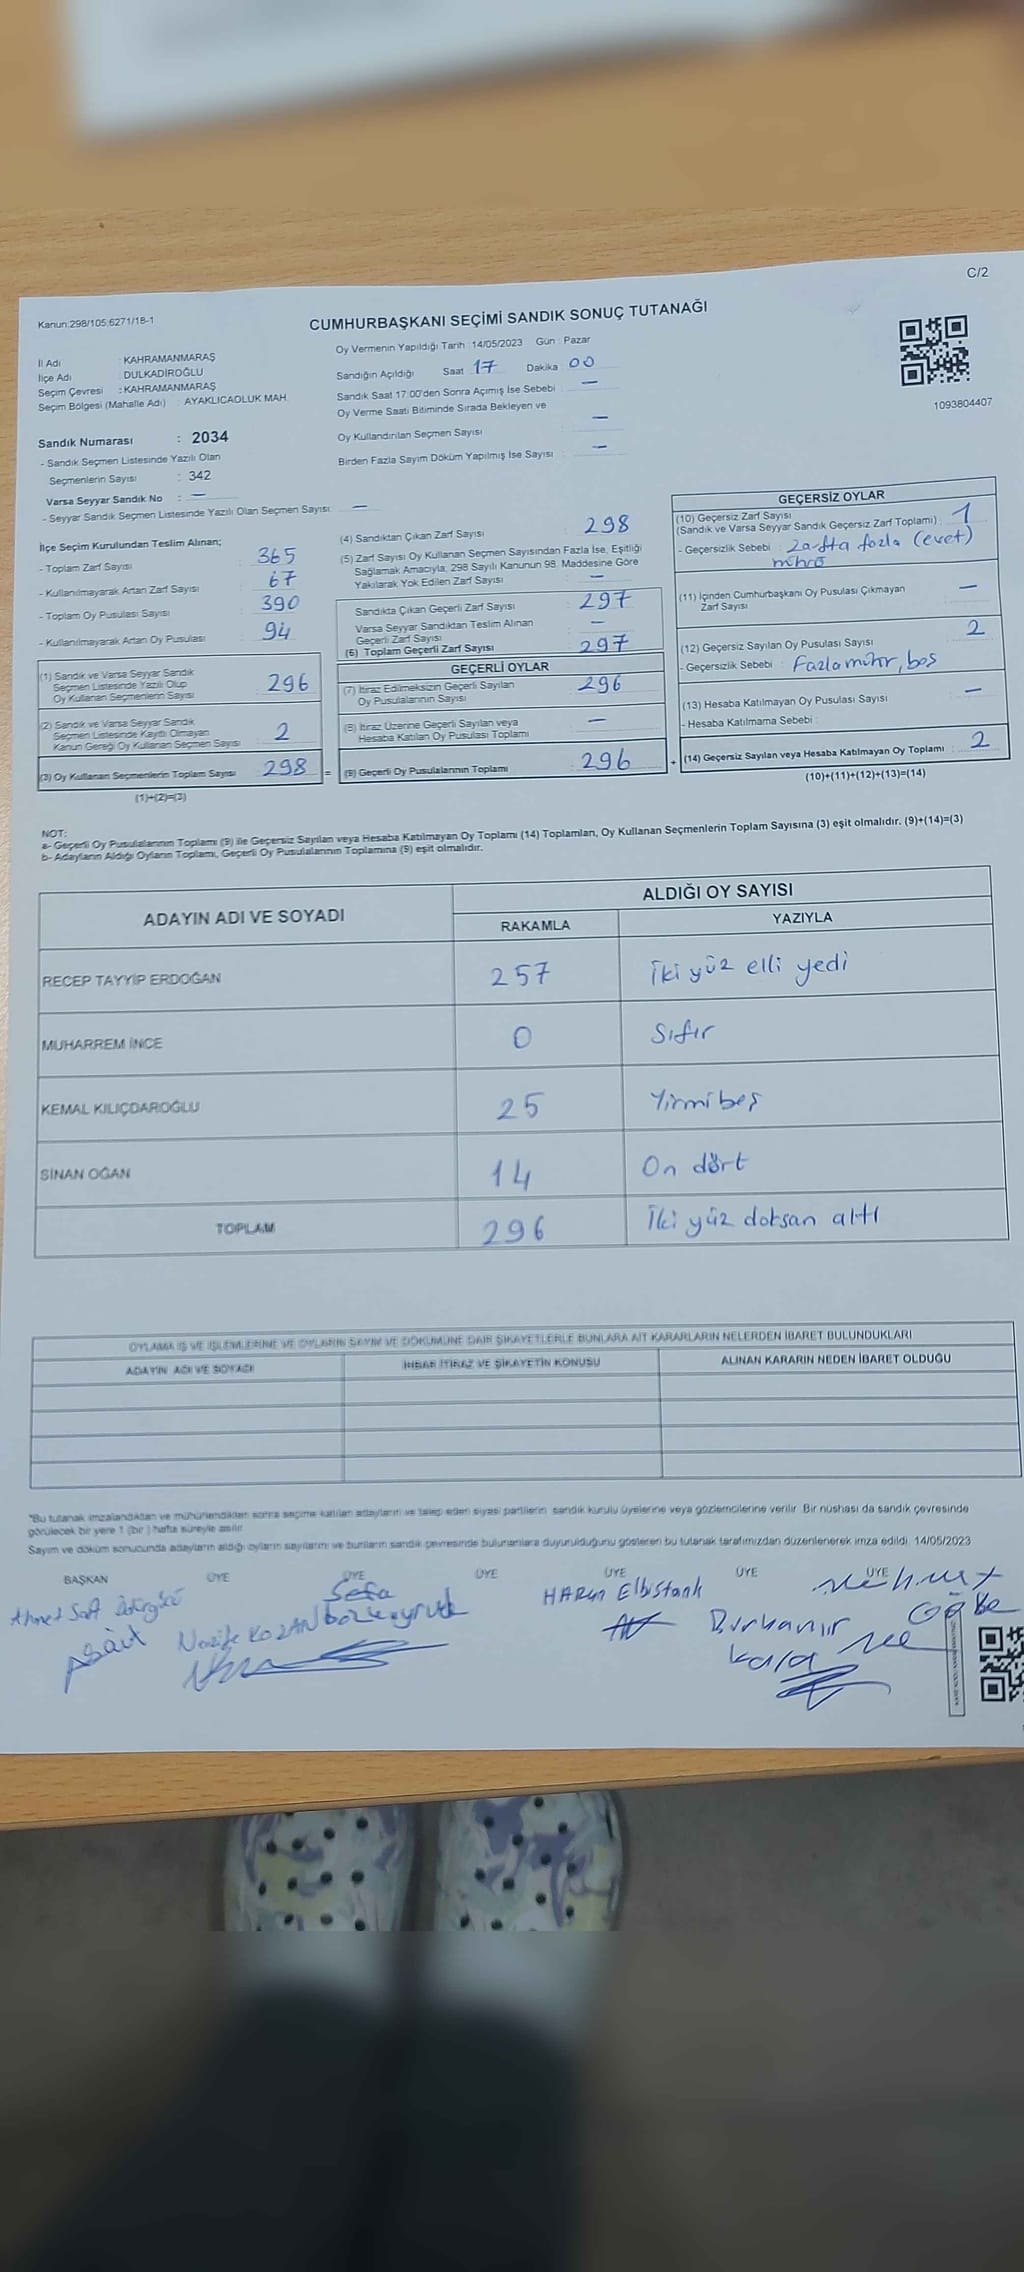 C/2
Kanun:298/105;6271/18-1
CUMHURBAŞKANI SEÇİMİ SANDIK SONUÇ TUTANAĞI
İl Adı : KAHRAMANMARAŞ
İlçe Adı : DULKADİROĞLU
Seçim Çevresi : KAHRAMANMARAŞ
Seçim Bölgesi (Mahalle Adı) : AYAKLICAOLUK MAH.
Sandık Numarası : 2034
- Sandık Seçmen Listesinde Yazılı Olan
Seçmenlerin Sayısı : 342
Varsa Seyyar Sandık No : —
- Seyyar Sandık Seçmen Listesinde Yazılı Olan Seçmen Sayısı: —
Oy Vermenin Yapıldığı Tarih : 14/05/2023 Gün : Pazar
Sandığın Açıldığı Saat 17 Dakika 00
Sandık Saat 17:00'den Sonra Açımış İse Sebebi : —
Oy Verme Saati Bitiminde Sırada Bekleyen ve
Oy Kullandırılan Seçmen Sayısı : —
Birden Fazla Sayım Döküm Yapılmış İse Sayısı : —
1093804407
İlçe Seçim Kurulundan Teslim Alınan;
- Toplam Zarf Sayısı : 365
- Kullanılmayarak Artan Zarf Sayısı : 67
- Toplam Oy Pusulası Sayısı : 390
- Kullanılmayarak Artan Oy Pusulası : 94
(1) Sandık ve Varsa Seyyar Sandık
Seçmen Listesinde Yazılı Olup
Oy Kullanan Seçmenlerin Sayısı : 296
(2) Sandık ve Varsa Seyyar Sandık
Seçmen Listesinde Kayıtlı Olmayan
Kanun Gereği Oy Kullanan Seçmen Sayısı : 2
(3) Oy Kullanan Seçmenlerin Toplam Sayısı : 298
(1)+(2)=(3)
(4) Sandıktan Çıkan Zarf Sayısı : 298
(5) Zarf Sayısı Oy Kullanan Seçmen Sayısından Fazla İse, Eşitliği
Sağlamak Amacıyla, 298 Sayılı Kanunun 98. Maddesine Göre
Yakılarak Yok Edilen Zarf Sayısı : —
Sandıkta Çıkan Geçerli Zarf Sayısı : 297
Varsa Seyyar Sandıktan Teslim Alınan
Geçerli Zarf Sayısı : —
(6) Toplam Geçerli Zarf Sayısı : 297
GEÇERLİ OYLAR
(7) İtiraz Edilmeksizin Geçerli Sayılan
Oy Pusulalarının Sayısı : 296
(8) İtiraz Üzerine Geçerli Sayılan veya
Hesaba Katılan Oy Pusulası Toplamı : —
= (9) Geçerli Oy Pusulalarının Toplamı : 296
GEÇERSİZ OYLAR
(10) Geçersiz Zarf Sayısı
(Sandık ve Varsa Seyyar Sandık Geçersiz Zarf Toplamı) : 1
- Geçersizlik Sebebi : Zarfta fazla (evet)
mührü
(11) İçinden Cumhurbaşkanı Oy Pusulası Çıkmayan
Zarf Sayısı : —
(12) Geçersiz Sayılan Oy Pusulası Sayısı : 2
- Geçersizlik Sebebi : Fazla mühür, boş
(13) Hesaba Katılmayan Oy Pusulası Sayısı : —
- Hesaba Katılmama Sebebi :
+ (14) Geçersiz Sayılan veya Hesaba Katılmayan Oy Toplamı : 2
(10)+(11)+(12)+(13)=(14)
NOT:
a- Geçerli Oy Pusulalarının Toplamı (9) ile Geçersiz Sayılan veya Hesaba Katılmayan Oy Toplamı (14) Toplamları, Oy Kullanan Seçmenlerin Toplam Sayısına (3) eşit olmalıdır. (9)+(14)=(3)
b- Adayların Aldığı Oyların Toplamı, Geçerli Oy Pusulalarının Toplamına (9) eşit olmalıdır.
ADAYIN ADI VE SOYADI ALDIĞI OY SAYISI
RAKAMLA YAZIYLA
RECEP TAYYİP ERDOĞAN 257 İki yüz elli yedi
MUHARREM İNCE 0 Sıfır
KEMAL KILIÇDAROĞLU 25 Yirmi beş
SİNAN OĞAN 14 On dört
TOPLAM 296 İki yüz doksan altı
OYLAMA İŞ VE İŞLEMLERİNE VE OYLARIN SAYIM VE DÖKÜMÜNE DAİR ŞİKAYETLERLE BUNLARA AİT KARARLARIN NELERDEN İBARET BULUNDUKLARI
ADAYIN ADI VE SOYADI İHBAR İTİRAZ VE ŞİKAYETİN KONUSU ALINAN KARARIN NEDEN İBARET OLDUĞU
"Bu tutanak imzalandıktan ve mühürlendikten sonra seçime katılan adayların ve talep eden siyasi partilerin sandık kurulu üyelerine veya gözlemcilerine verilir. Bir nüshası da sandık çevresinde
görülecek bir yere 1 (bir) hafta süreyle asılır.
Sayım ve döküm sonucunda adayların aldığı oyların sayılarını ve bunların sandık çevresinde bulunanlara duyurulduğunu gösteren bu tutanak tarafımızdan düzenlenerek imza edildi. 14/05/2023
BAŞKAN ÜYE ÜYE ÜYE ÜYE ÜYE ÜYE
Ahmet Sait
Nazife KOZAN
Sefa
HARUN Elbistanlı
Burhanır
Kara
Mehmet
Göbe